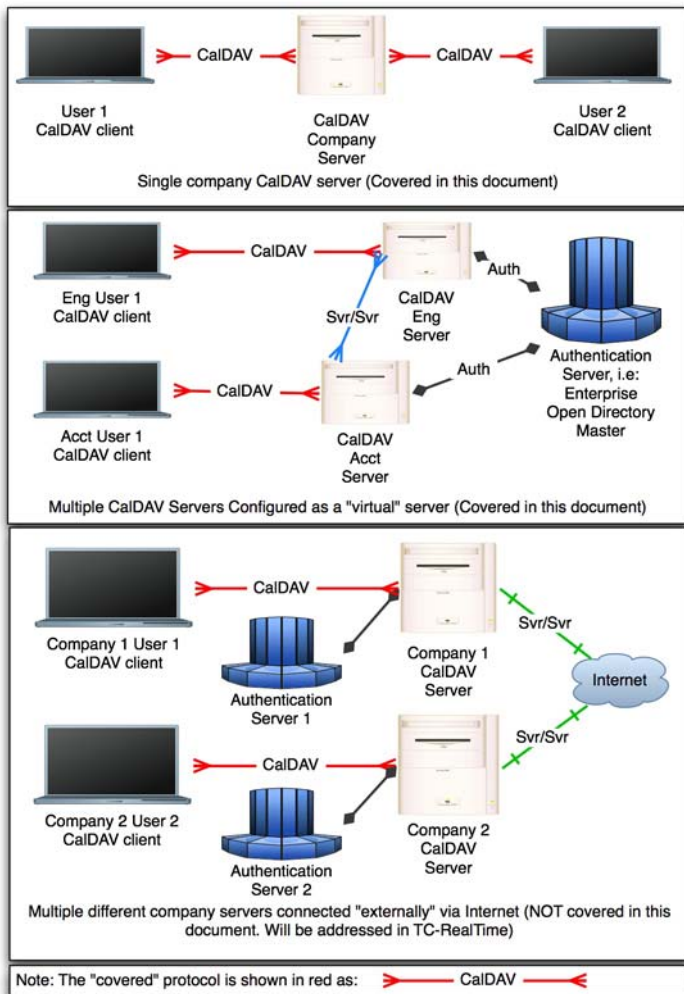 CalDAV
CalDAV
User 1
CalDAV client
CalDAV
Company
Server
User 2
CalDAV client
Single company CalDAV server (Covered in this document)
CalDAV
Eng User 1
CalDAV client
CalDAV
Eng
Server
Auth
Svr/Svr
Authentication
Server, i.e:
Enterprise
Open Directory
Master
CalDAV
Auth
Acct User 1
CalDAV client
CalDAV
Acct
Server
Multiple CalDAV Servers Configured as a "virtual" server (Covered in this document)
CalDAV
Company 1 User 1
CalDAV client
Authentication
Server 1
Company 1
CalDAV
Server
Svr/Svr
Internet
Svr/Svr
CalDAV
Company 2 User 2
CalDAV client
Authentication
Server 2
Company 2
CalDAV
Server
Multiple different company servers connected "externally" via Internet (NOT covered in this
document. Will be addressed in TC-RealTime)
Note: The "covered" protocol is shown in red as:
CalDAV